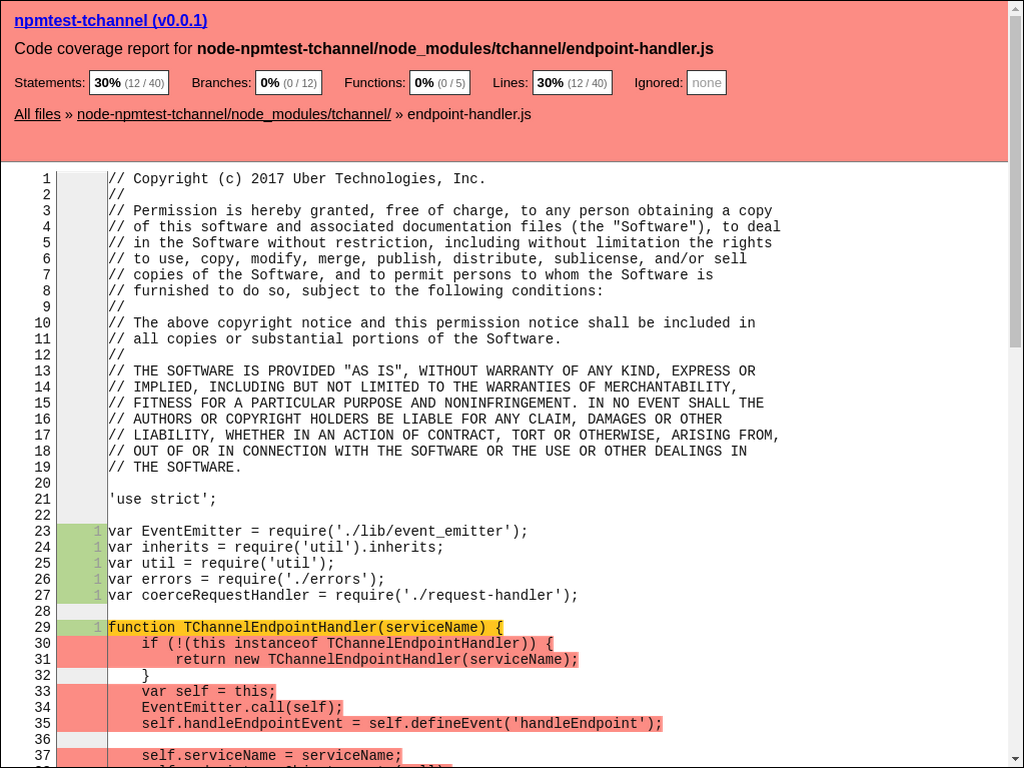 npmtest-tchannel (v0.0.1)
Code coverage report for node-npmtest-tchannel/node_modules/tchannel/endpoint-handler.js
Statements: 30% (12 / 40) Branches: 0% (0 / 12) Functions: 0% (0 / 5) Lines: 30% (12 / 40) Ignored: none
All files » node-npmtest-tchannel/node_modules/tchannel/ » endpoint-handler.js
1 // Copyright (c) 2017 Uber Technologies, Inc.
2 //
3 // Permission is hereby granted, free of charge, to any person obtaining a copy
4 // of this software and associated documentation files (the "Software"), to deal
5 // in the Software without restriction, including without limitation the rights
6 // to use, copy, modify, merge, publish, distribute, sublicense, and/or sell
7 // copies of the Software, and to permit persons to whom the Software is
8 // furnished to do so, subject to the following conditions:
9 //
10 // The above copyright notice and this permission notice shall be included in
11 // all copies or substantial portions of the Software.
12 //
13 // THE SOFTWARE IS PROVIDED "AS IS", WITHOUT WARRANTY OF ANY KIND, EXPRESS OR
14 // IMPLIED, INCLUDING BUT NOT LIMITED TO THE WARRANTIES OF MERCHANTABILITY,
15 // FITNESS FOR A PARTICULAR PURPOSE AND NONINFRINGEMENT. IN NO EVENT SHALL THE
16 // AUTHORS OR COPYRIGHT HOLDERS BE LIABLE FOR ANY CLAIM, DAMAGES OR OTHER
17 // LIABILITY, WHETHER IN AN ACTION OF CONTRACT, TORT OR OTHERWISE, ARISING FROM,
18 // OUT OF OR IN CONNECTION WITH THE SOFTWARE OR THE USE OR OTHER DEALINGS IN
19 // THE SOFTWARE.
20
21 'use strict';
22
23 1 var EventEmitter = require('./lib/event_emitter');
24 1 var inherits = require('util').inherits;
25 1 var util = require('util');
26 1 var errors = require('./errors');
27 1 var coerceRequestHandler = require('./request-handler');
28
29 1 function TChannelEndpointHandler(serviceName) {
30 if (!(this instanceof TChannelEndpointHandler)) {
31 return new TChannelEndpointHandler(serviceName);
32 }
33 var self = this;
34 EventEmitter.call(self);
35 self.handleEndpointEvent = self.defineEvent('handleEndpoint');
36
37 self.serviceName = serviceName;